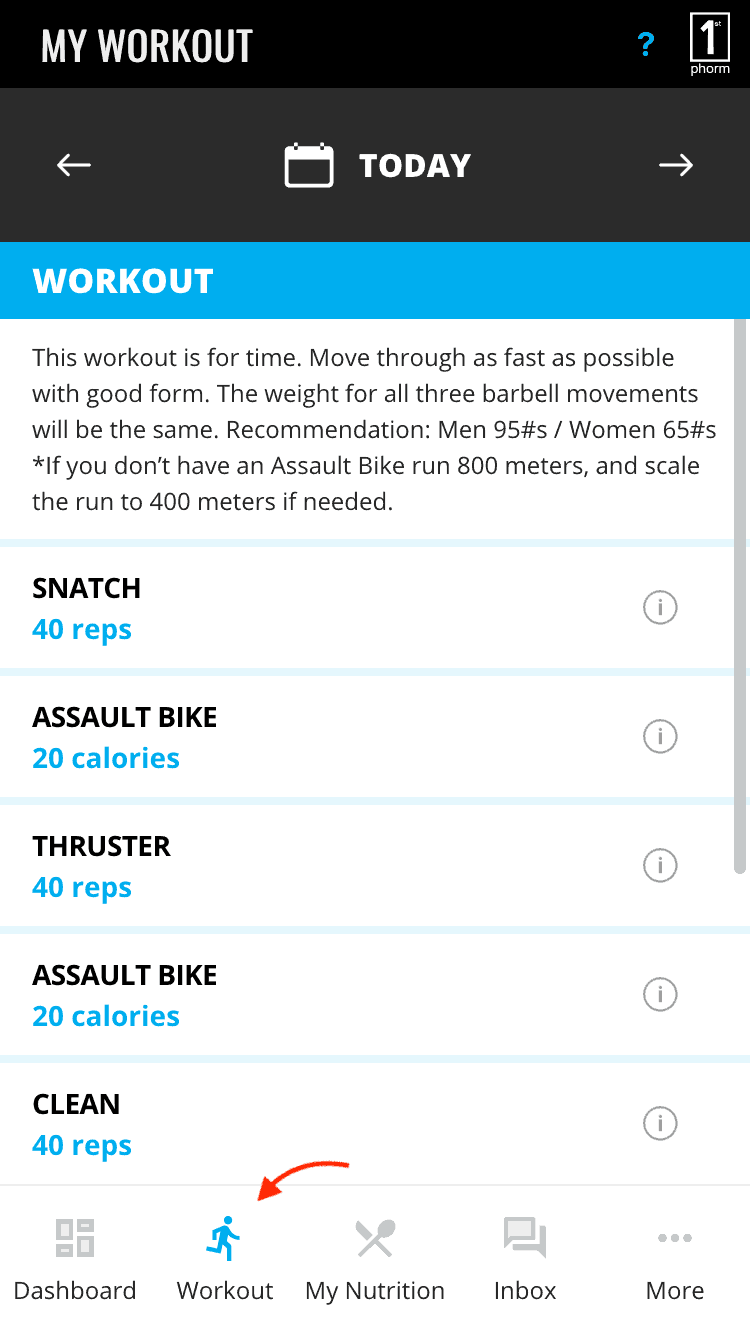 MY WORKOUT
?
1st
phorm
TODAY
WORKOUT
This workout is for time. Move through as fast as possible
with good form. The weight for all three barbell movements
will be the same. Recommendation: Men 95#s / Women 65#s
*If you don’t have an Assault Bike run 800 meters, and scale
the run to 400 meters if needed.
SNATCH
40 reps
i
ASSAULT BIKE
20 calories
i
THRUSTER
40 reps
i
ASSAULT BIKE
20 calories
i
CLEAN
40 reps
i
Dashboard
Workout
My Nutrition
Inbox
More